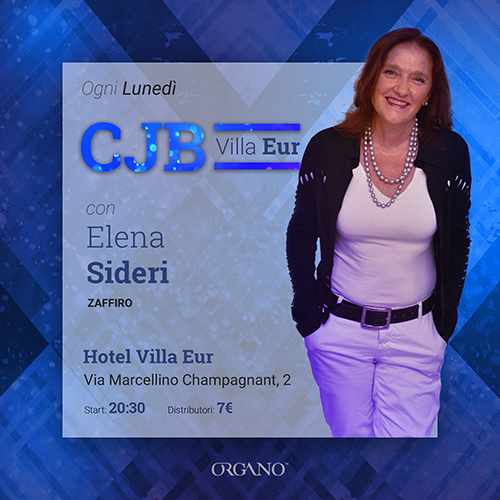 Ogni Lunedì
CJB Villa Eur
con
Elena
Sideri
ZAFFIRO
Hotel Villa Eur
Via Marcellino Champagnant, 2
Start: 20:30 Distributori: 7€
ORGANO™